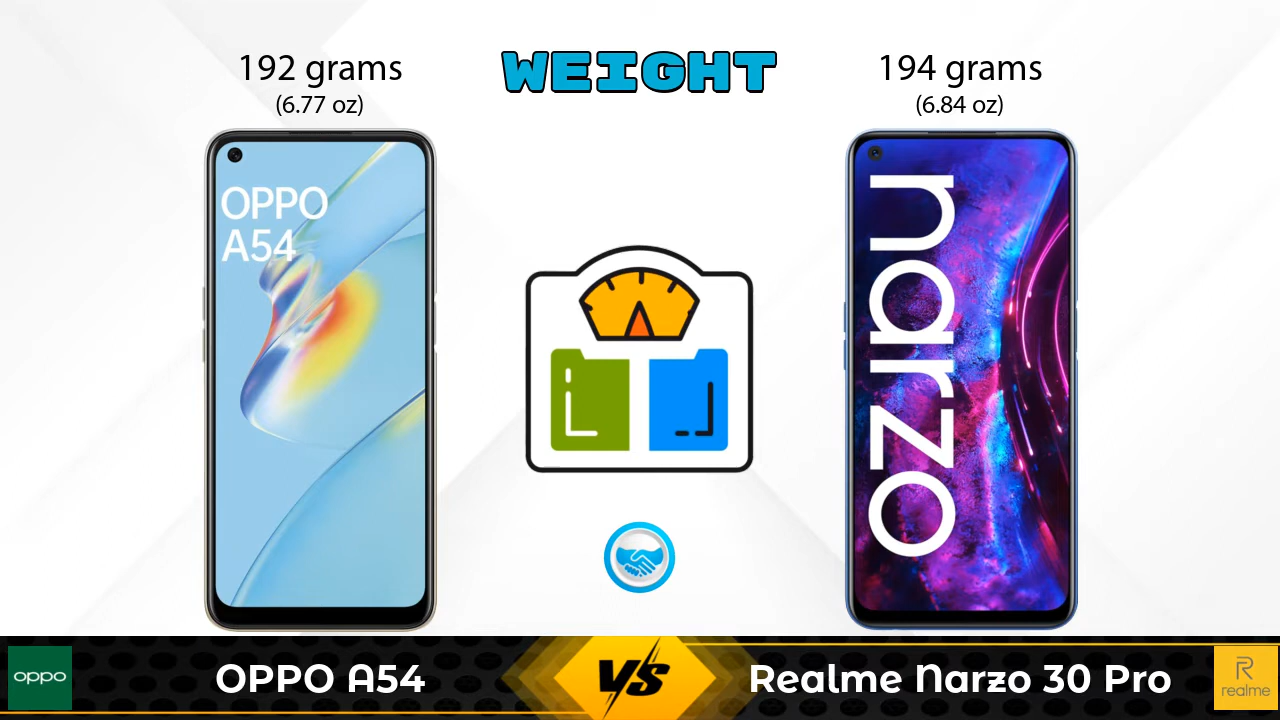 WEIGHT
192 grams
(6.77 oz)
194 grams
(6.84 oz)
OPPO
A54
narzo
oppo
OPPO A54
VS
Realme Narzo 30 Pro
R
realme